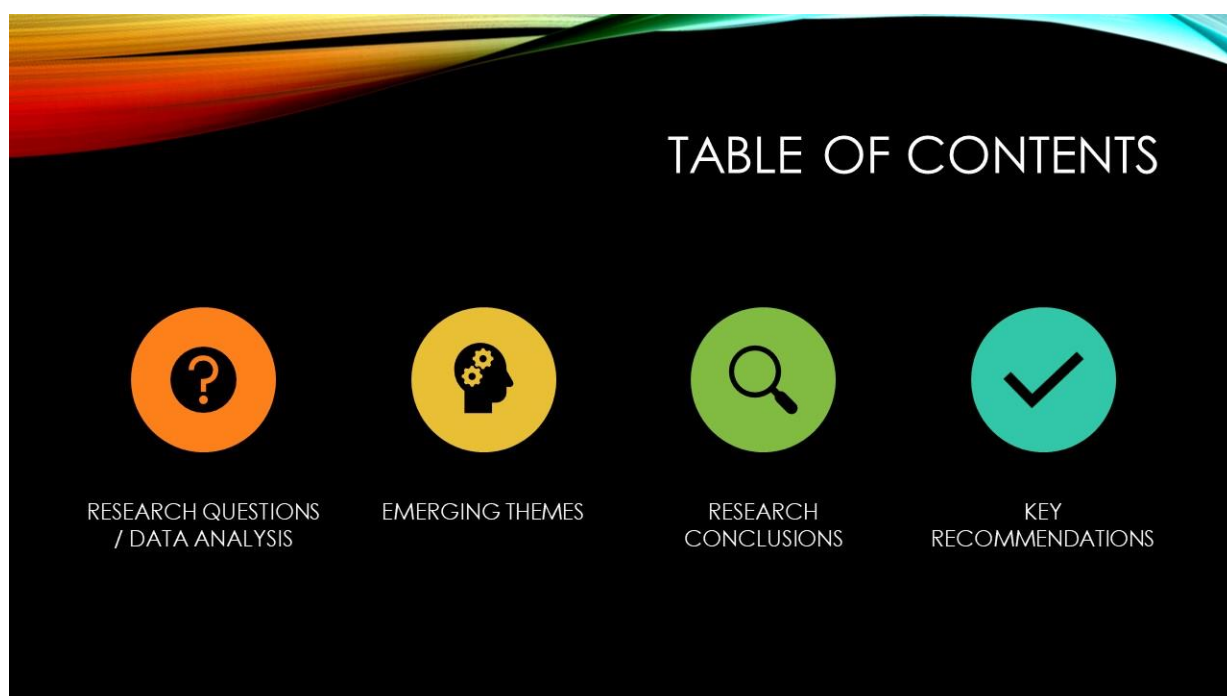 TABLE OF CONTENTS
RESEARCH QUESTIONS
/ DATA ANALYSIS
EMERGING THEMES
RESEARCH
CONCLUSIONS
KEY
RECOMMENDATIONS